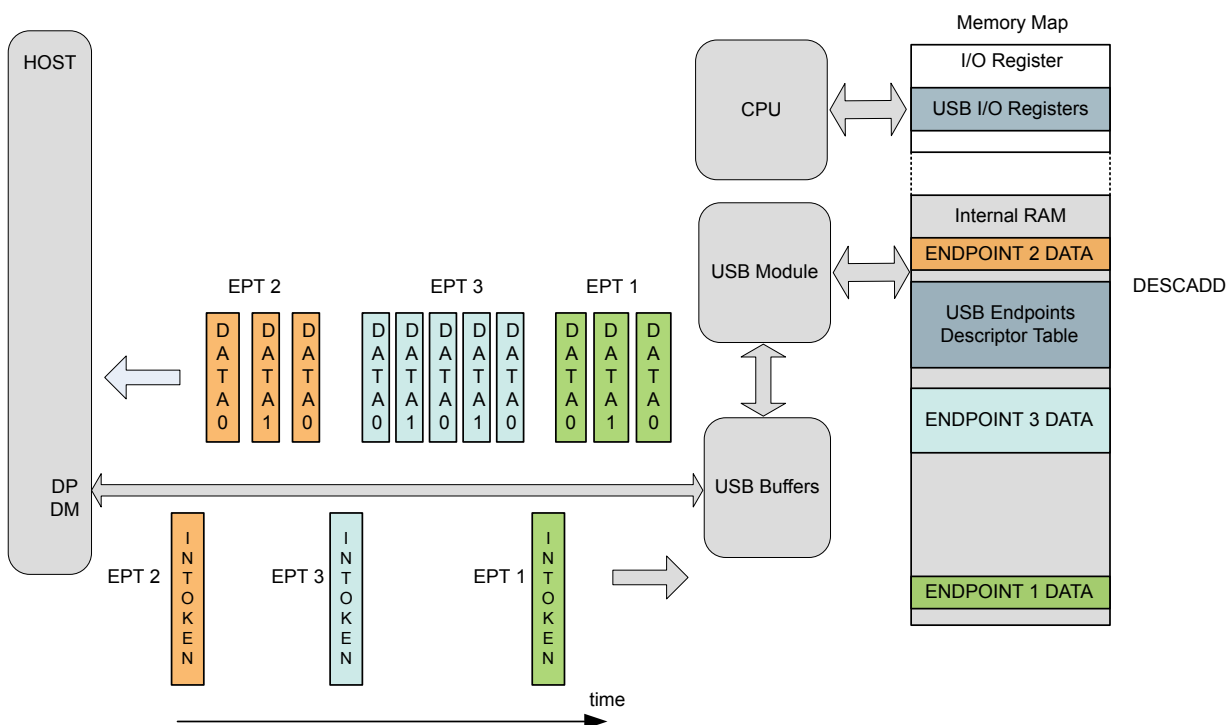 Memory Map
HOST
I/O Register
CPU
USB I/O Registers
Internal RAM
ENDPOINT 2 DATA
USB Module
DESCADD
USB Endpoints
Descriptor Table
EPT 2
EPT 3
EPT 1
DATA0
DATA1
DATA0
DATA0
DATA1
DATA0
DATA1
DATA0
DATA0
DATA1
DATA0
ENDPOINT 3 DATA
DP
DM
USB Buffers
EPT 2
INTOKEN
EPT 3
INTOKEN
EPT 1
INTOKEN
ENDPOINT 1 DATA
time